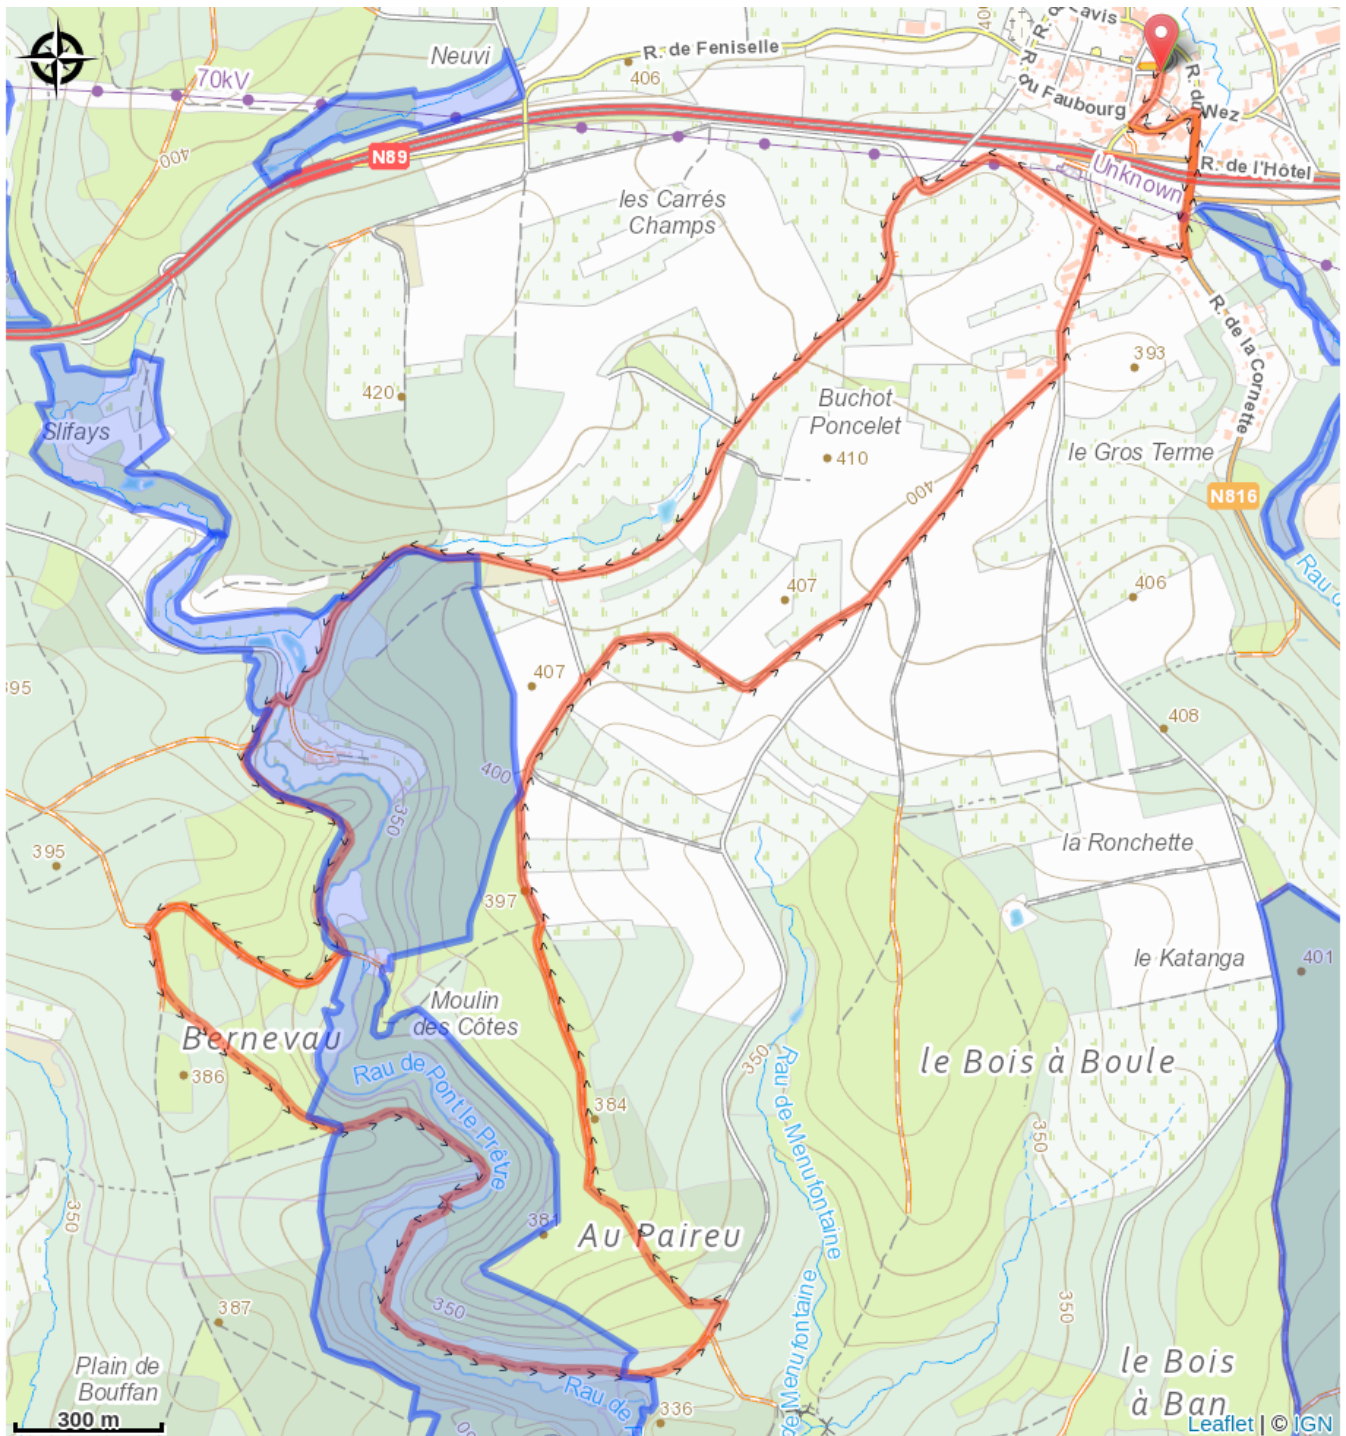 Neuvi
R. de Feniselle
406
70kV
400
N89
R. du Faubourg
Wez
R. de l'Hôtel
Unknown
les Carrés
Champs
R. de la Cornette
393
420
Buchot
Poncelet
410
Slifays
le Gros Terme
400
N816
407
406
407
395
408
400
350
395
la Ronchette
397
le Katanga
401
Moulin
des Côtes
Bernevau
Rau de Pont le Prêvre
350
Rau de Menufontaine
le Bois à Boule
386
384
350
350
381
Au Paireu
387
350
350
Plain de
Bouffan
Rau de
de Menufontaine
le Bois
à Ban
336
300 m
Leaflet | © IGN